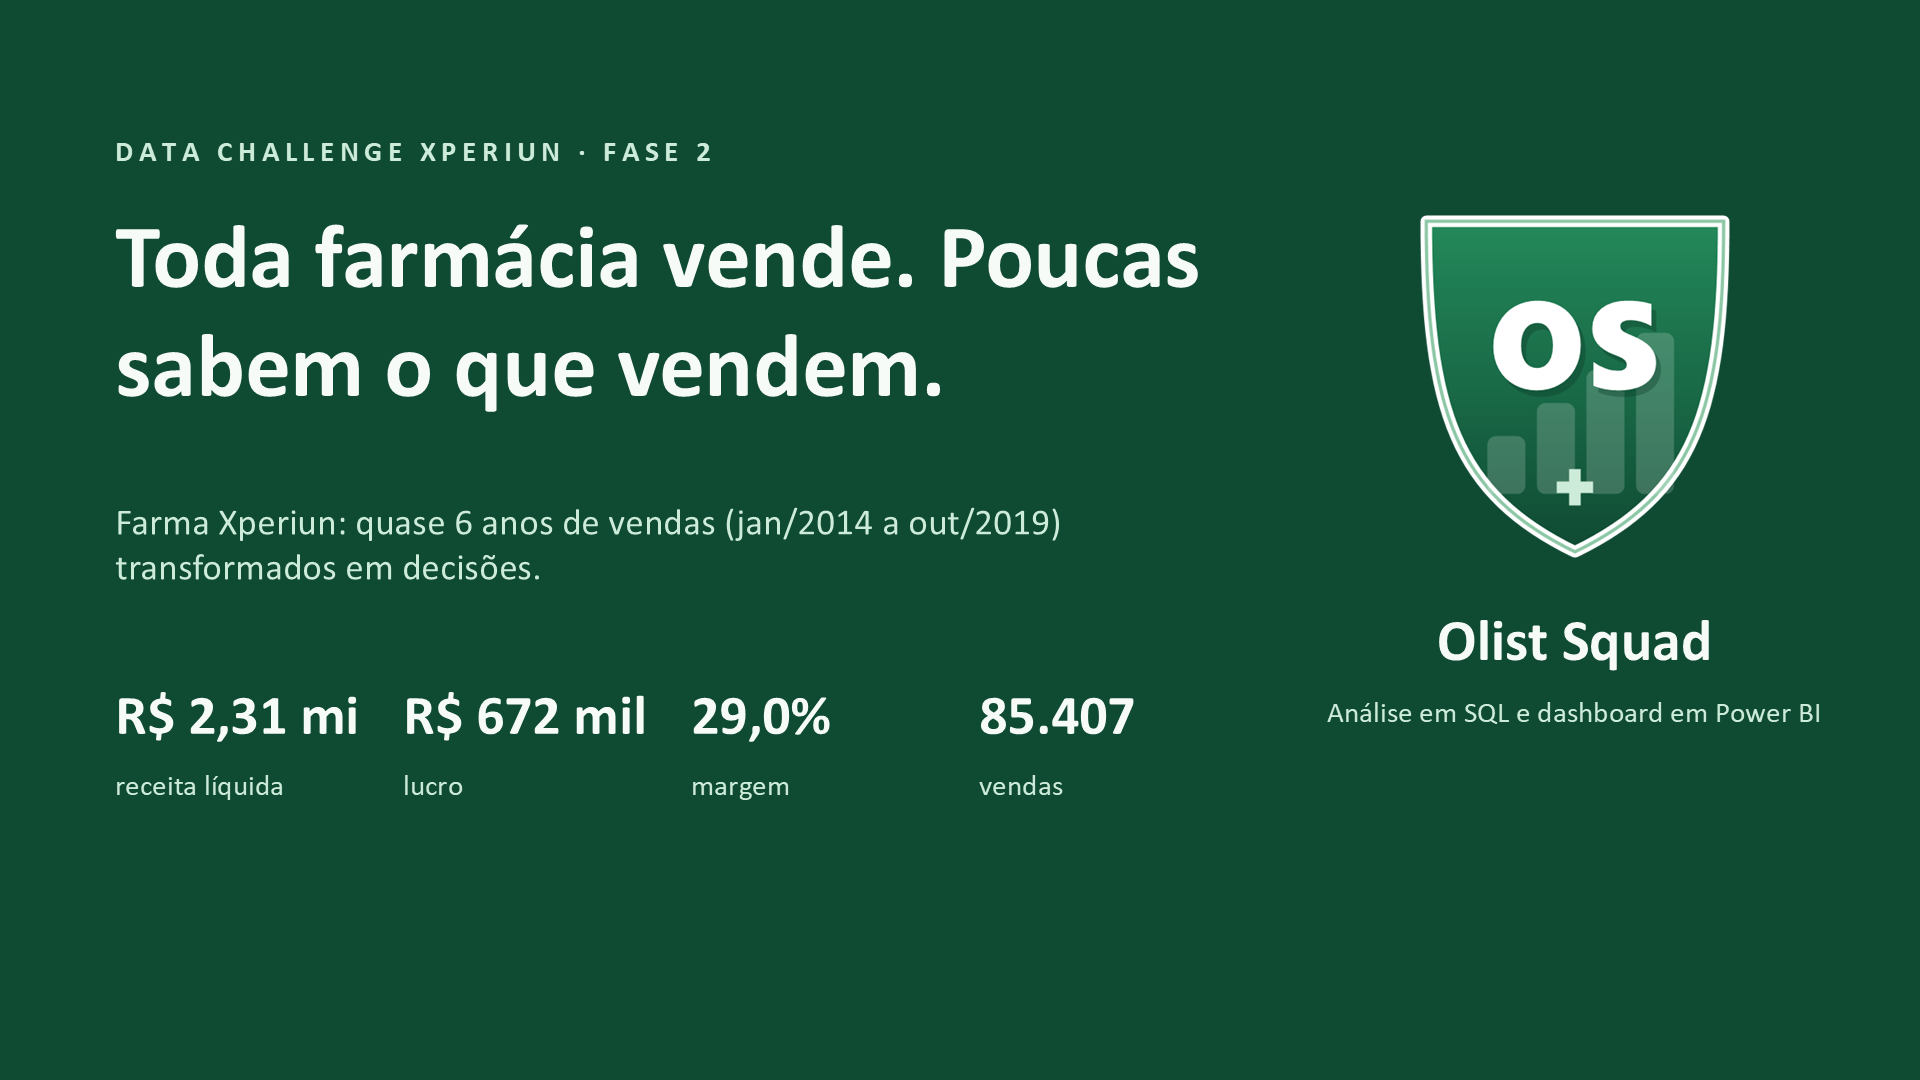 DATA CHALLENGE XPERIUN · FASE 2
Toda farmácia vende. Poucas
sabem o que vendem.
Farma Xperiun: quase 6 anos de vendas (jan/2014 a out/2019)
transformados em decisões.
R$ 2,31 mi
receita líquida
R$ 672 mil
lucro
29,0%
margem
85.407
vendas
os
Olist Squad
Análise em SQL e dashboard em Power BI